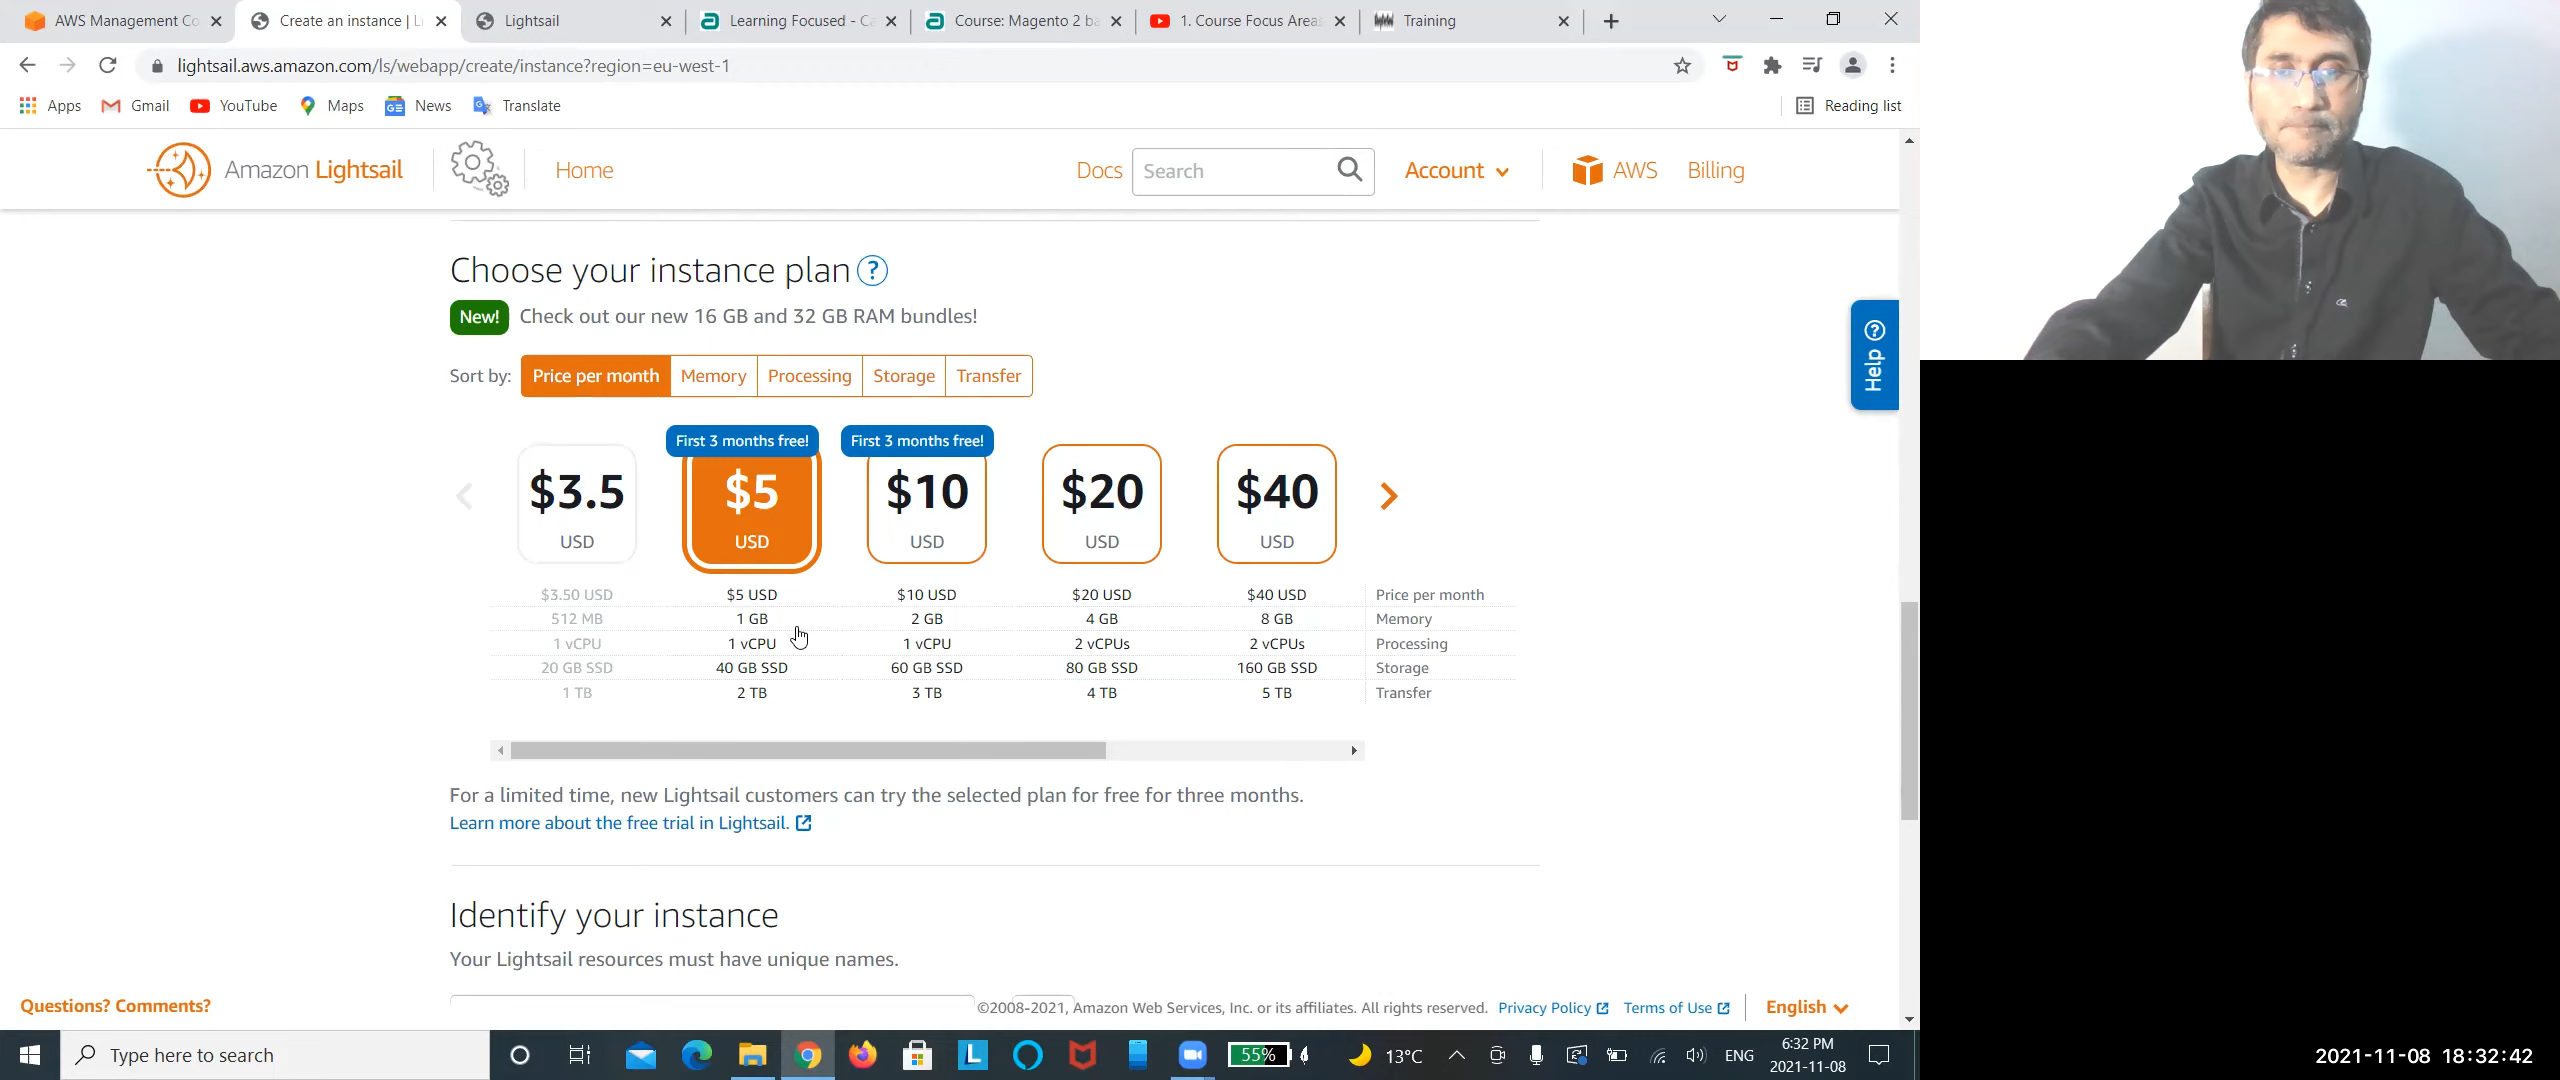 AWS Management Co
Create an instance | L
Lightsail
Learning Focused - Ca
Course: Magento 2 ba
1. Course Focus Area
Training
lightsail.aws.amazon.com/ls/webapp/create/instance?region=eu-west-1
Apps
Gmail
YouTube
Maps
News
Translate
Reading list
Amazon Lightsail
Home
Docs
Search
Account
AWS
Billing
Choose your instance plan ?
New! Check out our new 16 GB and 32 GB RAM bundles!
Sort by: Price per month Memory Processing Storage Transfer
First 3 months free! First 3 months free!
$3.5 $5 $10 $20 $40
USD USD USD USD USD
$3.50 USD $5 USD $10 USD $20 USD $40 USD Price per month
512 MB 1 GB 2 GB 4 GB 8 GB Memory
1 vCPU 1 vCPU 1 vCPU 2 vCPUs 2 vCPUs Processing
20 GB SSD 40 GB SSD 60 GB SSD 80 GB SSD 160 GB SSD Storage
1 TB 2 TB 3 TB 4 TB 5 TB Transfer
Help ?
For a limited time, new Lightsail customers can try the selected plan for free for three months.
Learn more about the free trial in Lightsail.
Identify your instance
Your Lightsail resources must have unique names.
Questions? Comments?
©2008-2021, Amazon Web Services, Inc. or its affiliates. All rights reserved. Privacy Policy Terms of Use English
Type here to search
L
55%
13°C
ENG
6:32 PM
2021-11-08
2021-11-08 18:32:42